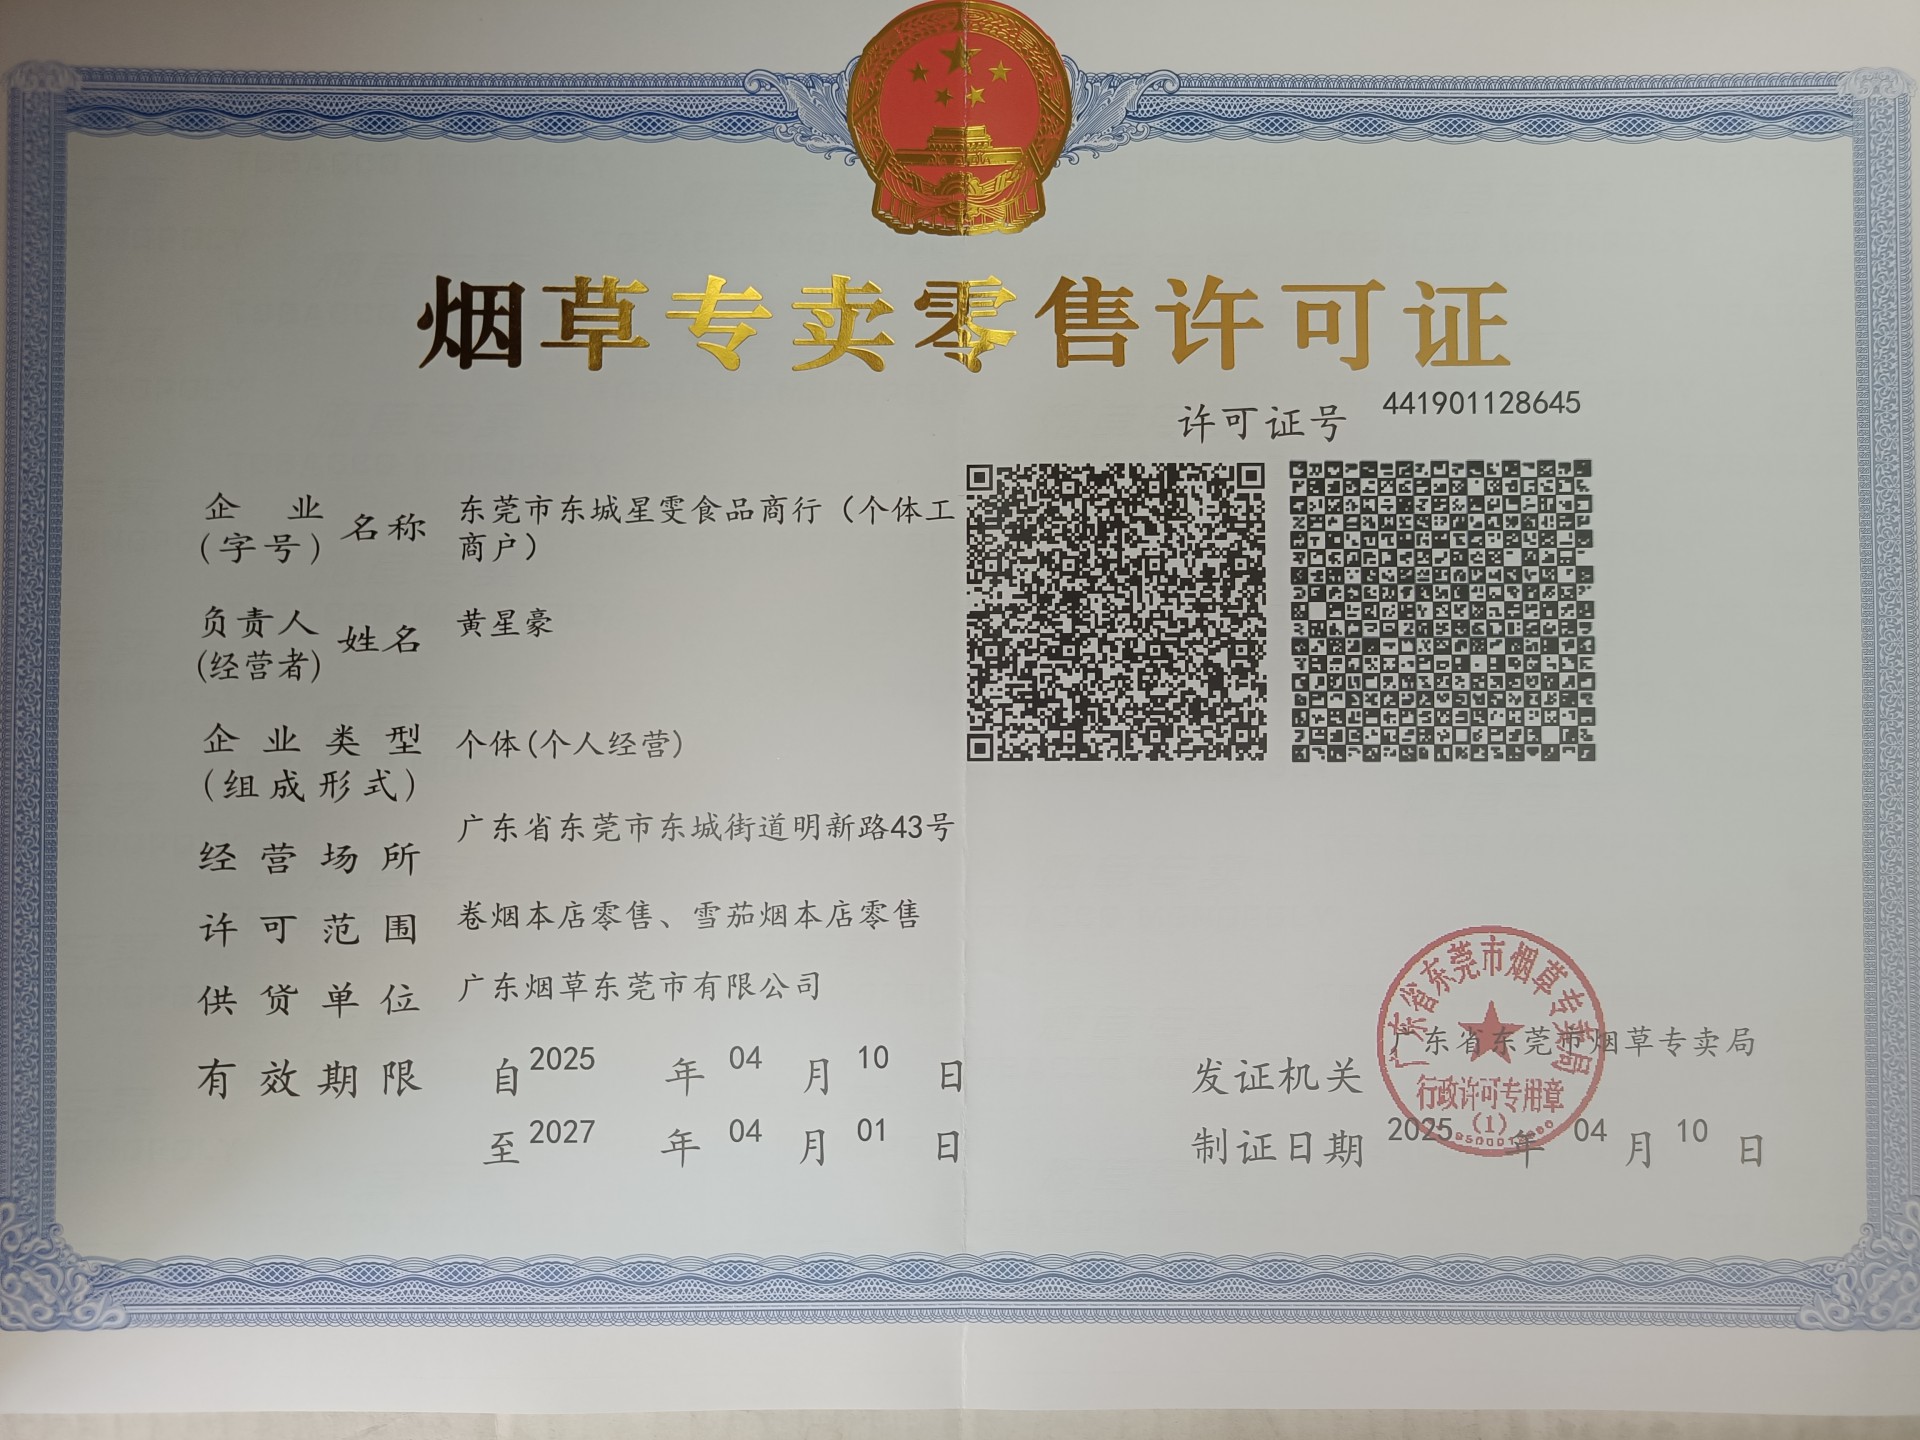 烟草专卖零售许可证
许可证号 441901128645
企业(字号)名称 东莞市东城星雯食品商行（个体工
商户）
负责人(经营者)姓名 黄星豪
企业类型(组成形式) 个体(个人经营)
经营场所 广东省东莞市东城街道明新路43号
许可范围 卷烟本店零售、雪茄烟本店零售
供货单位 广东烟草东莞市有限公司
有效期限 自2025年04月10日
至2027年04月01日
发证机关 广东省东莞市烟草专卖局
制证日期 2025年04月10日
广东省东莞市烟草专卖局
行政许可专用章
(1)